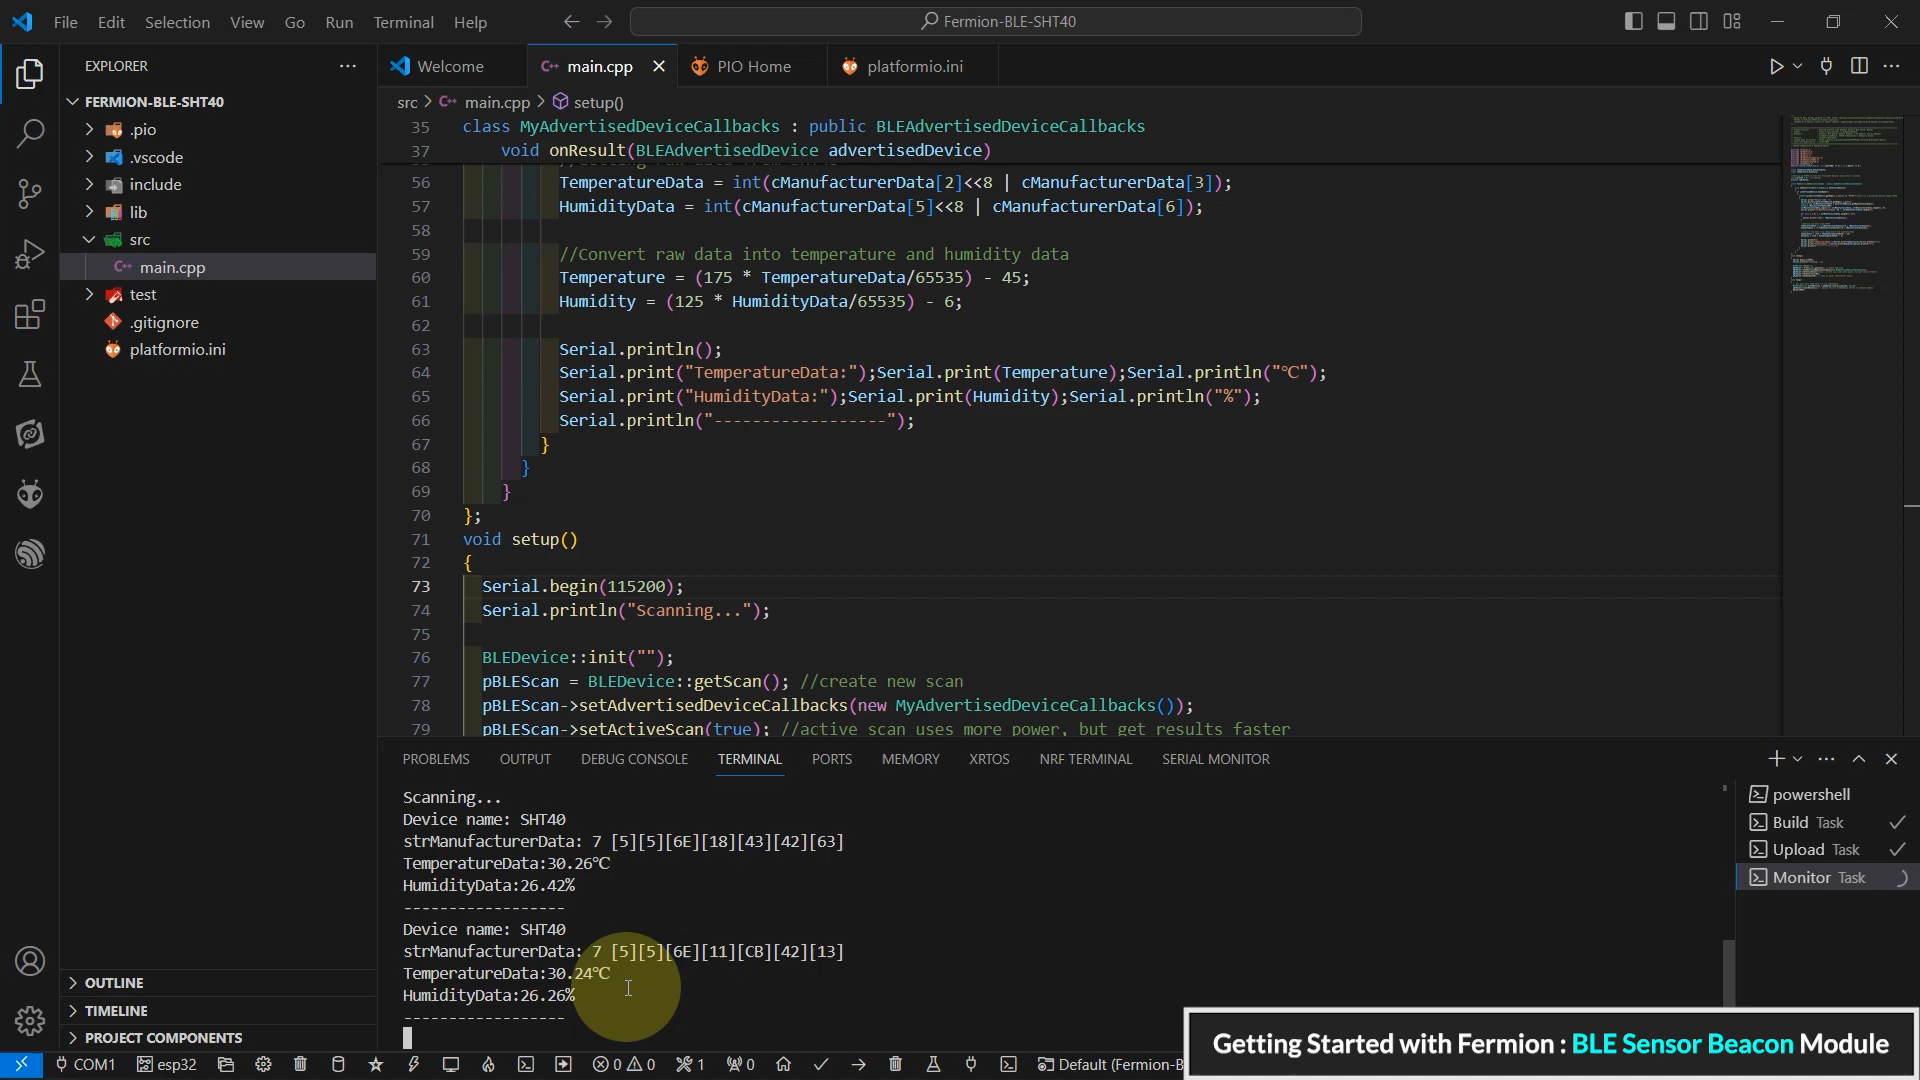 File Edit Selection View Go Run Terminal Help
Fermion-BLE-SHT40
EXPLORER
FERMION-BLE-SHT40
.pio
.vscode
include
lib
src
main.cpp
test
.gitignore
platformio.ini
OUTLINE
TIMELINE
PROJECT COMPONENTS
Welcome main.cpp PIO Home platformio.ini
src > main.cpp > setup()
35 class MyAdvertisedDeviceCallbacks : public BLEAdvertisedDeviceCallbacks
37 void onResult(BLEAdvertisedDevice advertisedDevice)
56 TemperatureData = int(cManufacturerData[2]<<8 | cManufacturerData[3]);
57 HumidityData = int(cManufacturerData[5]<<8 | cManufacturerData[6]);
58
59 //Convert raw data into temperature and humidity data
60 Temperature = (175 * TemperatureData/65535) - 45;
61 Humidity = (125 * HumidityData/65535) - 6;
62
63 Serial.println();
64 Serial.print("TemperatureData:");Serial.print(Temperature);Serial.println("℃");
65 Serial.print("HumidityData:");Serial.print(Humidity);Serial.println("%");
66 Serial.println("------------------");
67 }
68 }
69 }
70 };
71 void setup()
72 {
73 Serial.begin(115200);
74 Serial.println("Scanning...");
75
76 BLEDevice::init("");
77 pBLEScan = BLEDevice::getScan(); //create new scan
78 pBLEScan->setAdvertisedDeviceCallbacks(new MyAdvertisedDeviceCallbacks());
79 pBLEScan->setActiveScan(true); //active scan uses more power, but get results faster
PROBLEMS OUTPUT DEBUG CONSOLE TERMINAL PORTS MEMORY XRTOS NRF TERMINAL SERIAL MONITOR
Scanning...
Device name: SHT40
strManufacturerData: 7 [5][5][6E][18][43][42][63]
TemperatureData:30.26℃
HumidityData:26.42%
------------------
Device name: SHT40
strManufacturerData: 7 [5][5][6E][11][CB][42][13]
TemperatureData:30.24℃
HumidityData:26.26%
------------------
powershell
Build Task
Upload Task
Monitor Task
Getting Started with Fermion : BLE Sensor Beacon Module
COM1 esp32 0 0 1 0 Default (Fermion-B